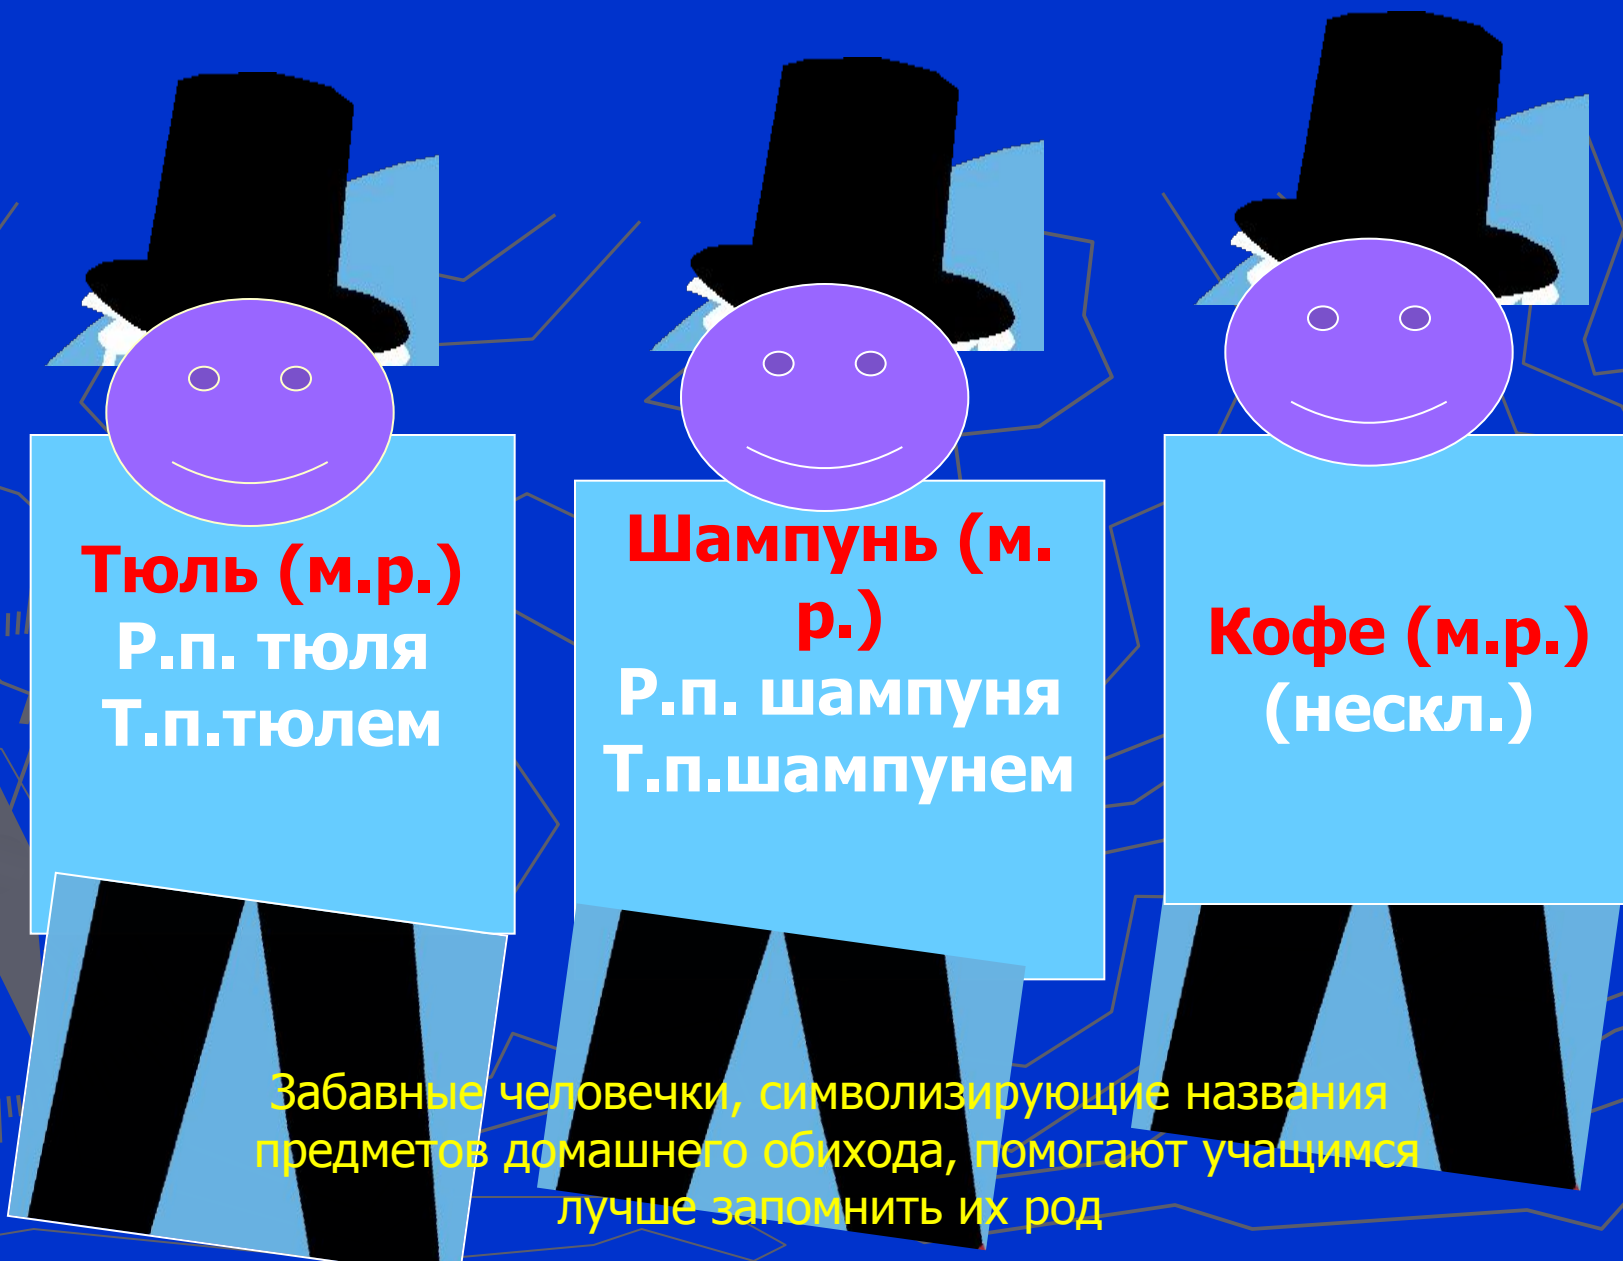 Тюль (м.р.)
Р.п. тюля
Т.п.тюлем
Шампунь (м.
р.)
Р.п. шампуня
Т.п.шампунем
Кофе (м.р.)
(нескл.)
Забавные человечки, символизирующие названия
предметов домашнего обихода, помогают учащимся
лучше запомнить их род